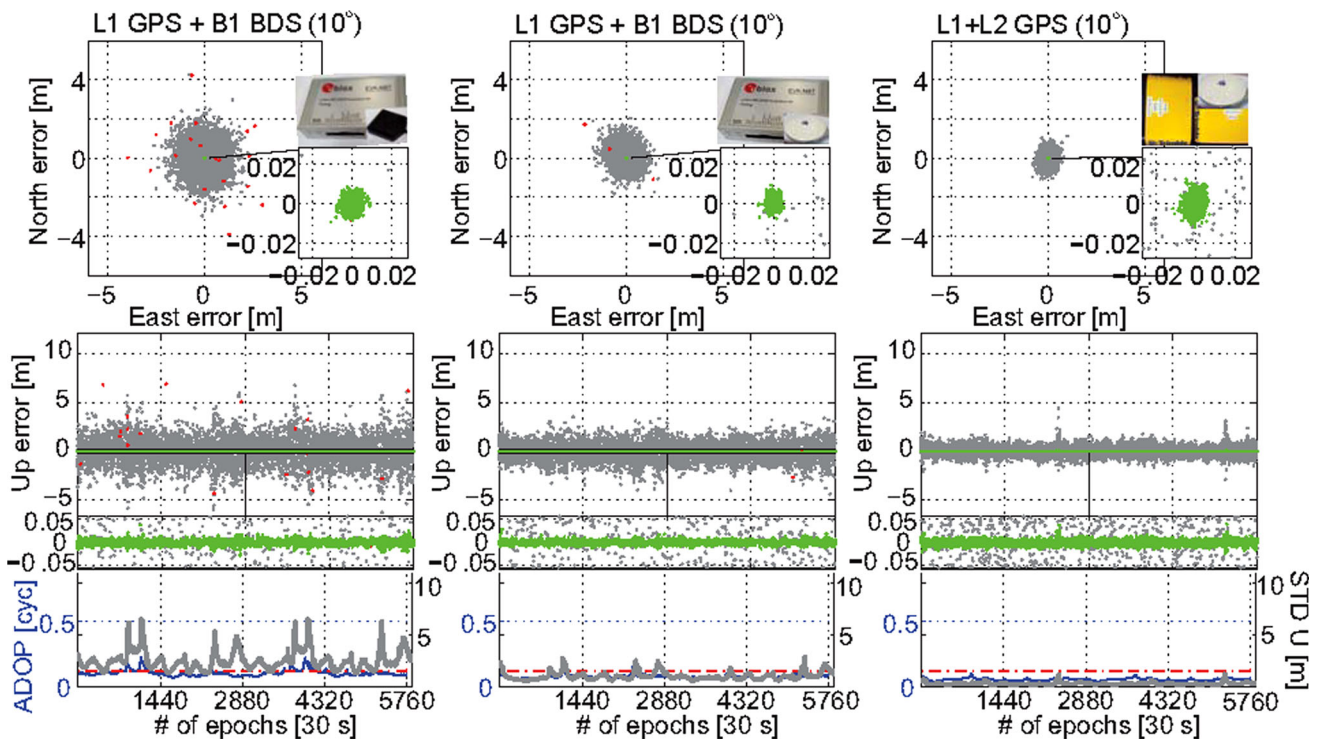 L1 GPS + B1 BDS (10°)
L1 GPS + B1 BDS (10°)
L1+L2 GPS (10°)
North error [m]
4
0
−4
−5
0
5
East error [m]
0.02
0
−0.02
−0.02 0 0.02
ublox
North error [m]
4
0
−4
−5
0
5
East error [m]
0.02
0
−0.02
−0.02 0 0.02
ublox
North error [m]
4
0
−4
−5
0
5
East error [m]
0.02
0
−0.02
−0.02 0 0.02
Up error [m]
10
5
0
−5
0.05
0
−0.05
Up error [m]
10
5
0
−5
0.05
0
−0.05
Up error [m]
10
5
0
−5
0.05
0
−0.05
ADOP [cyc]
0.5
0
10
5
1440 2880 4320 5760
# of epochs [30 s]
0.5
0
10
5
1440 2880 4320 5760
# of epochs [30 s]
0.5
0
10
5
STD U [m]
1440 2880 4320 5760
# of epochs [30 s]